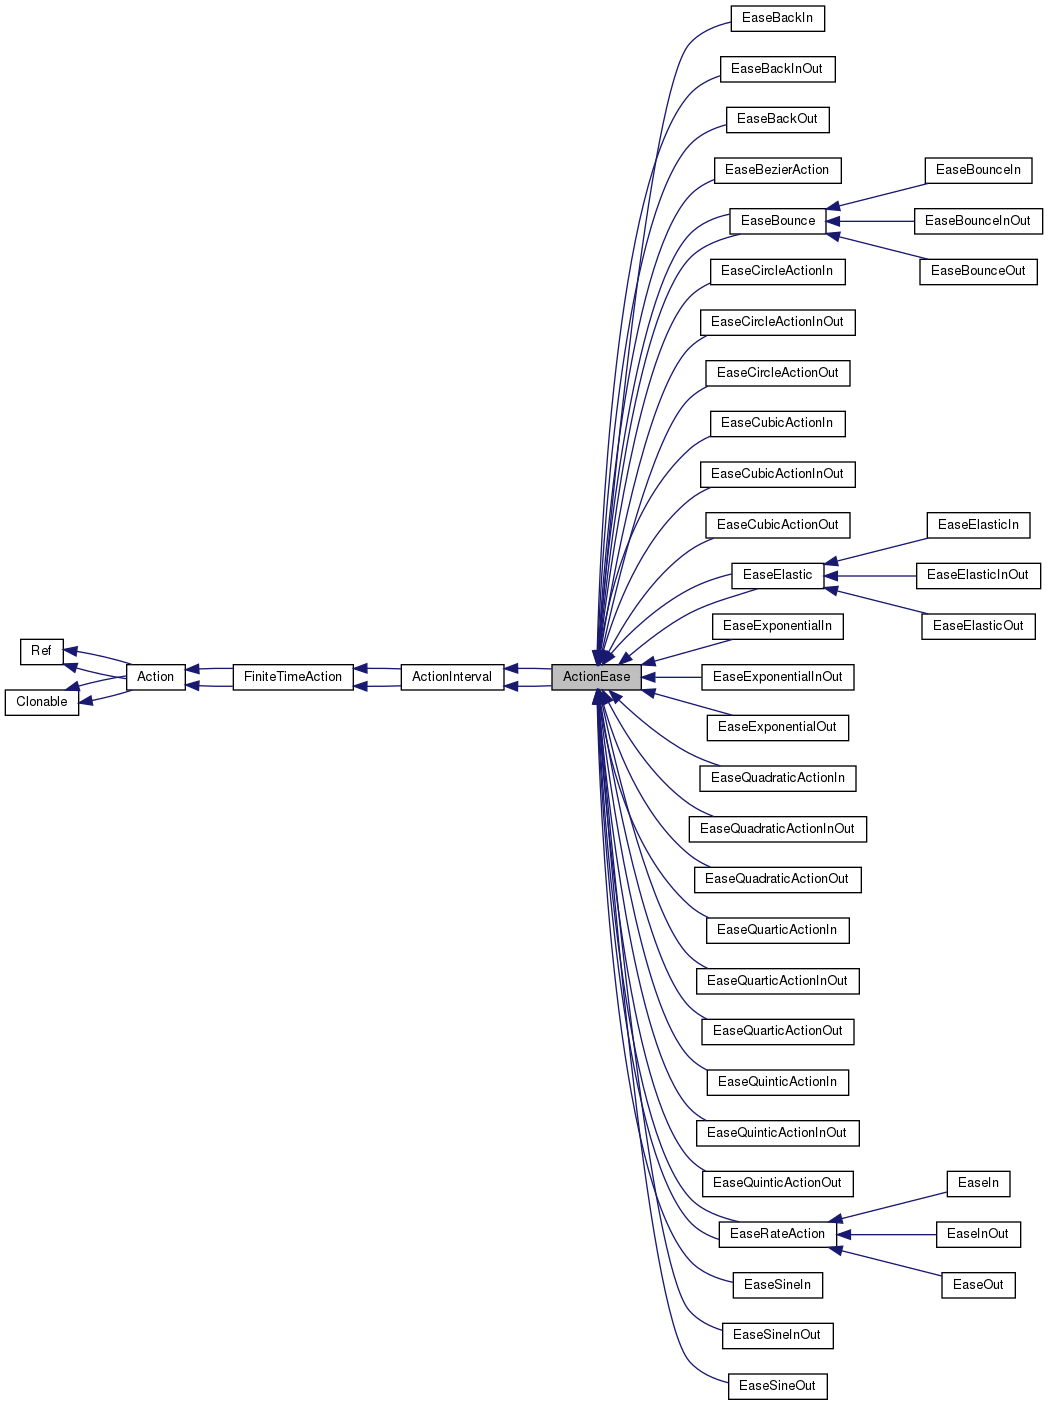 EaseBackIn
EaseBackInOut
EaseBackOut
EaseBezierAction
EaseBounceIn
EaseBounce
EaseBounceInOut
EaseBounceOut
EaseCircleActionIn
EaseCircleActionInOut
EaseCircleActionOut
EaseCubicActionIn
EaseCubicActionInOut
EaseCubicActionOut
EaseElasticIn
EaseElastic
EaseElasticInOut
EaseElasticOut
EaseExponentialIn
Ref
Action
FiniteTimeAction
ActionInterval
ActionEase
EaseExponentialInOut
Clonable
EaseExponentialOut
EaseQuadraticActionIn
EaseQuadraticActionInOut
EaseQuadraticActionOut
EaseQuarticActionIn
EaseQuarticActionInOut
EaseQuarticActionOut
EaseQuinticActionIn
EaseQuinticActionInOut
EaseQuinticActionOut
EaseIn
EaseRateAction
EaseInOut
EaseOut
EaseSineIn
EaseSineInOut
EaseSineOut